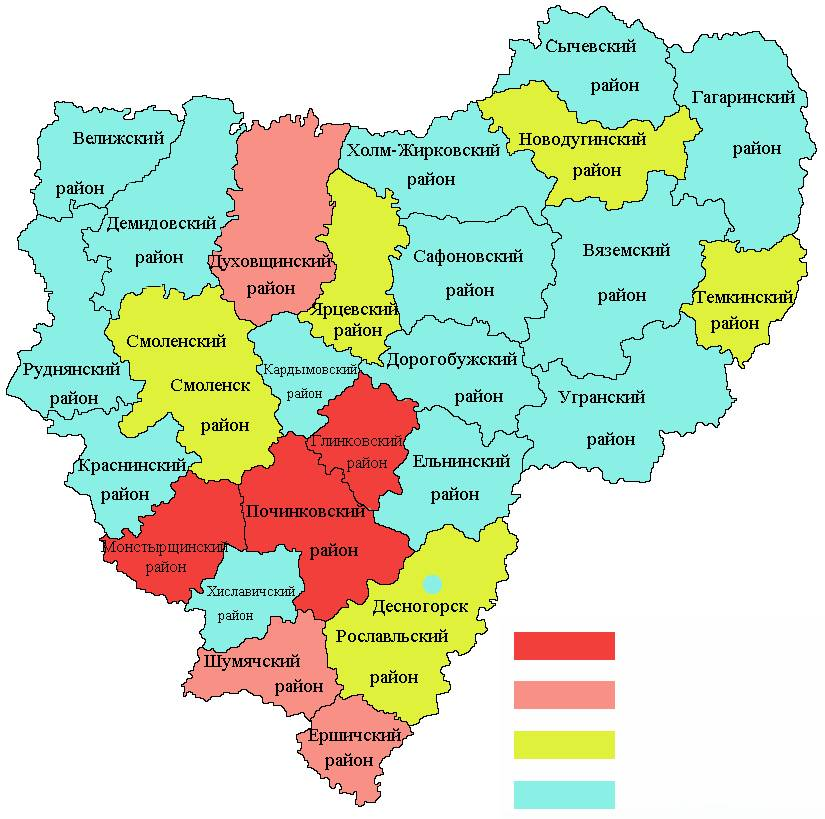 Сычевский
район
Гагаринский
район
Велижский
район
Новодугинский
район
Холм-Жирковский
район
Демидовский
район
Духовщинский
район
Сафоновский
район
Вяземский
район
Темкинский
район
Ярцевский
район
Смоленский
Смоленск
район
Руднянский
район
Кардымовский
район
Дорогобужский
район
Угранский
район
Глинковский
район
Ельнинский
район
Краснинский
район
Починковский
район
Монстырщинский
район
Хиславичский
район
Десногорск
Рославльский
район
Шумячский
район
Ершичский
район